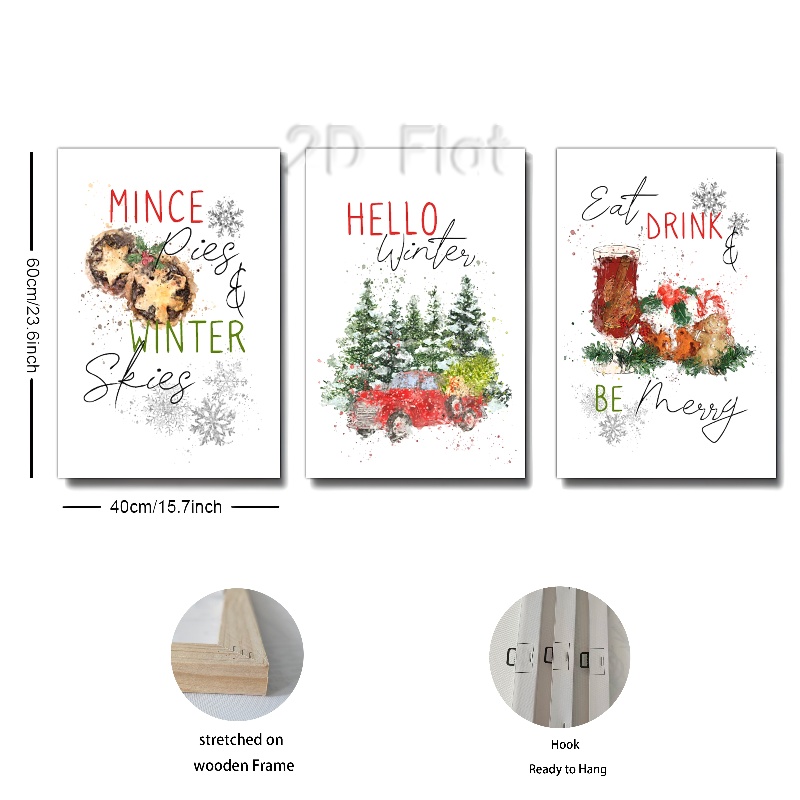 2D Flat
MINCE
Pies
&
WINTER
Skies
HELLO
Winter
Eat
DRINK
&
BE Merry
60cm/23.6inch
40cm/15.7inch
stretched on
wooden Frame
Hook
Ready to Hang